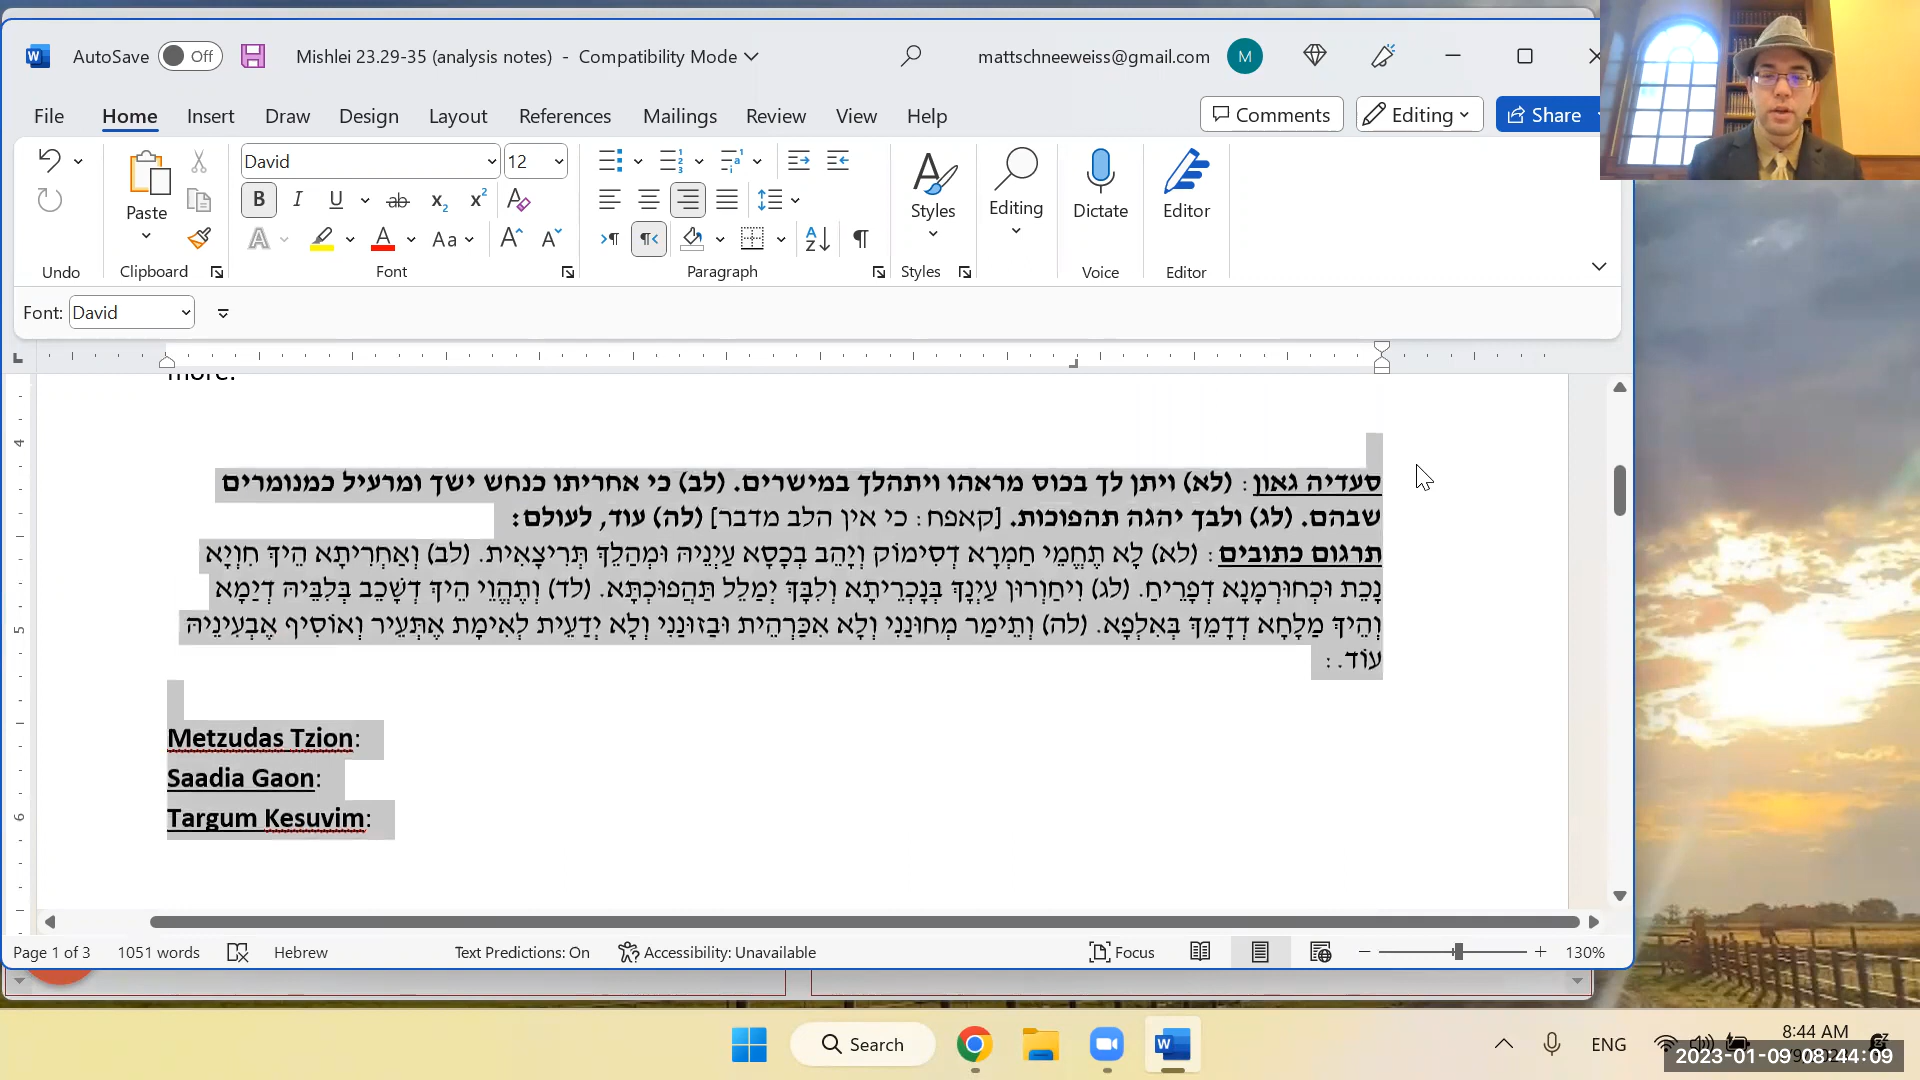 AutoSave Off Mishlei 23.29-35 (analysis notes) - Compatibility Mode mattschneeweiss@gmail.com M
File Home Insert Draw Design Layout References Mailings Review View Help Comments Editing Share
David 12
Paste Styles Editing Dictate Editor
Undo Clipboard Font Paragraph Styles Voice Editor
Font: David
more.
סעדיה גאון: (לא) ויתן לך בכוס מראהו ויתהלך במישרים. (לב) כי אחריתו כנחש ישך ומרעיל כמנומרים
שבהם. (לג) ולבך יהגה תהפוכות. [קאפח: כי אין הלב מדבר] (לה) עוד, לעולם:
תרגום כתובים: (לא) לָא תֶחֱמֵי חַמְרָא דְסִימוֹק וְיָהֵב בְּכָסָא עַיְנֵיהּ וּמְהַלֵךְ תְּרִיצָאִית. (לב) וְאַחְרִיתָא הֵיךְ חִוְיָא
נָכֵת וּכְחוּרְמָנָא דְפָרֵיחַ. (לג) וִיחַוְרוּן עַיְנָךְ בְּנָכְרֵיתָא וְלִבָּךְ יְמַלֵל תַּהֲפוּכְתָּא. (לד) וְתֶהֱוֵי הֵיךְ דְשָׁכֵב בְּלִבֵּיהּ דְיַמָא
וְהֵיךְ מַלָּחָא דְדָמֵךְ בְּאִלְפָא. (לה) וְתֵימַר מְחוּנַנִי וְלָא אִכַּרְהֵית וּבַזוּנַנִי וְלָא יְדַעֵית לְאֵימַת אֶתְּעֵיר וְאוֹסִיף אֶבְעִינֵיהּ
עוֹד. :
Metzudas Tzion:
Saadia Gaon:
Targum Kesuvim:
Page 1 of 3 1051 words Hebrew Text Predictions: On Accessibility: Unavailable Focus 130%
Search ENG 8:44 AM
2023-01-09 08:44:09